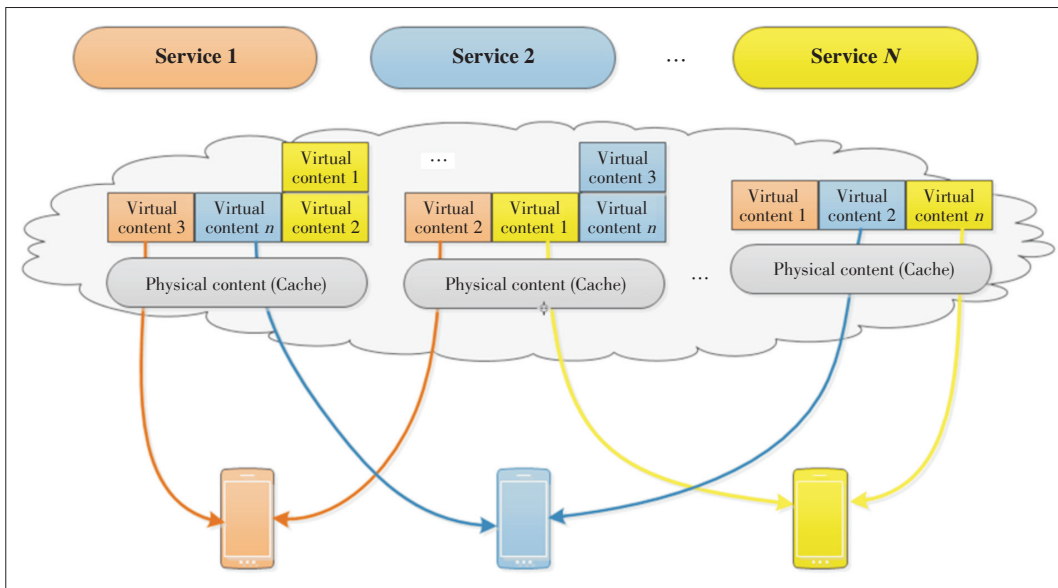 Service 1
Service 2
...
Service N
Virtual
content 1
...
Virtual
content 3
Virtual
content 3
Virtual
content n
Virtual
content 2
Virtual
content 2
Virtual
content 1
Virtual
content n
Virtual
content 1
Virtual
content 2
Virtual
content n
Physical content (Cache)
Physical content (Cache)
...
Physical content (Cache)